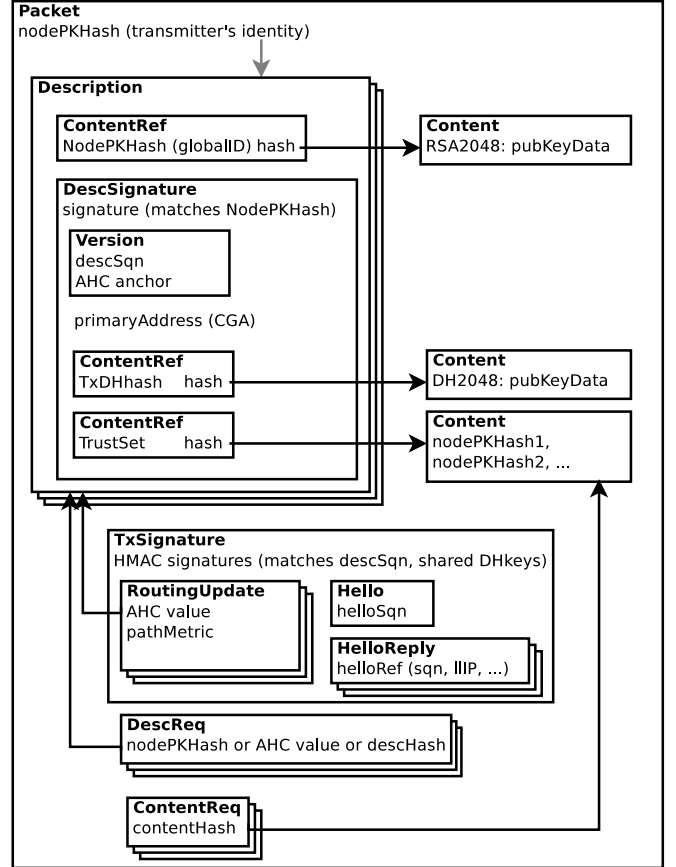 Packet
nodePKHash (transmitter's identity)
Description
ContentRef
NodePKHash (globalID) hash
Content
RSA2048: pubKeyData
DescSignature
signature (matches NodePKHash)
Version
descSqn
AHC anchor
primaryAddress (CGA)
ContentRef
TxDHhash hash
Content
DH2048: pubKeyData
ContentRef
TrustSet hash
Content
nodePKHash1,
nodePKHash2, ...
TxSignature
HMAC signatures (matches descSqn, shared DHkeys)
RoutingUpdate
AHC value
pathMetric
Hello
helloSqn
HelloReply
helloRef (sqn, llIP, ...)
DescReq
nodePKHash or AHC value or descHash
ContentReq
contentHash